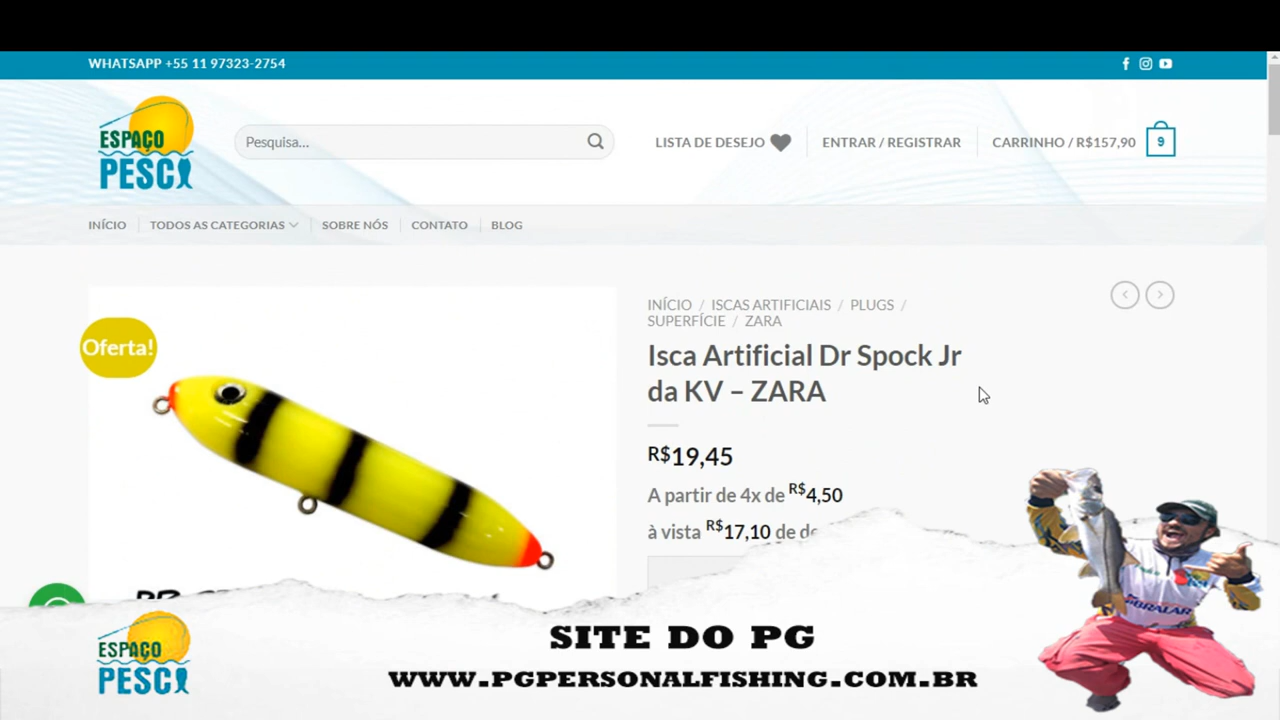 WHATSAPP +55 11 97323-2754
ESPAÇO
PESCA
Pesquisa...
LISTA DE DESEJO
ENTRAR / REGISTRAR
CARRINHO / R$157,90
9
INÍCIO
TODOS AS CATEGORIAS
SOBRE NÓS
CONTATO
BLOG
INÍCIO / ISCAS ARTIFICIAIS / PLUGS /
SUPERFÍCIE / ZARA
Oferta!
Isca Artificial Dr Spock Jr
da KV – ZARA
R$19,45
A partir de 4x de R$4,50
à vista R$17,10 de
ESPAÇO
PESCA
SITE DO PG
WWW.PGPERSONALFISHING.COM.BR